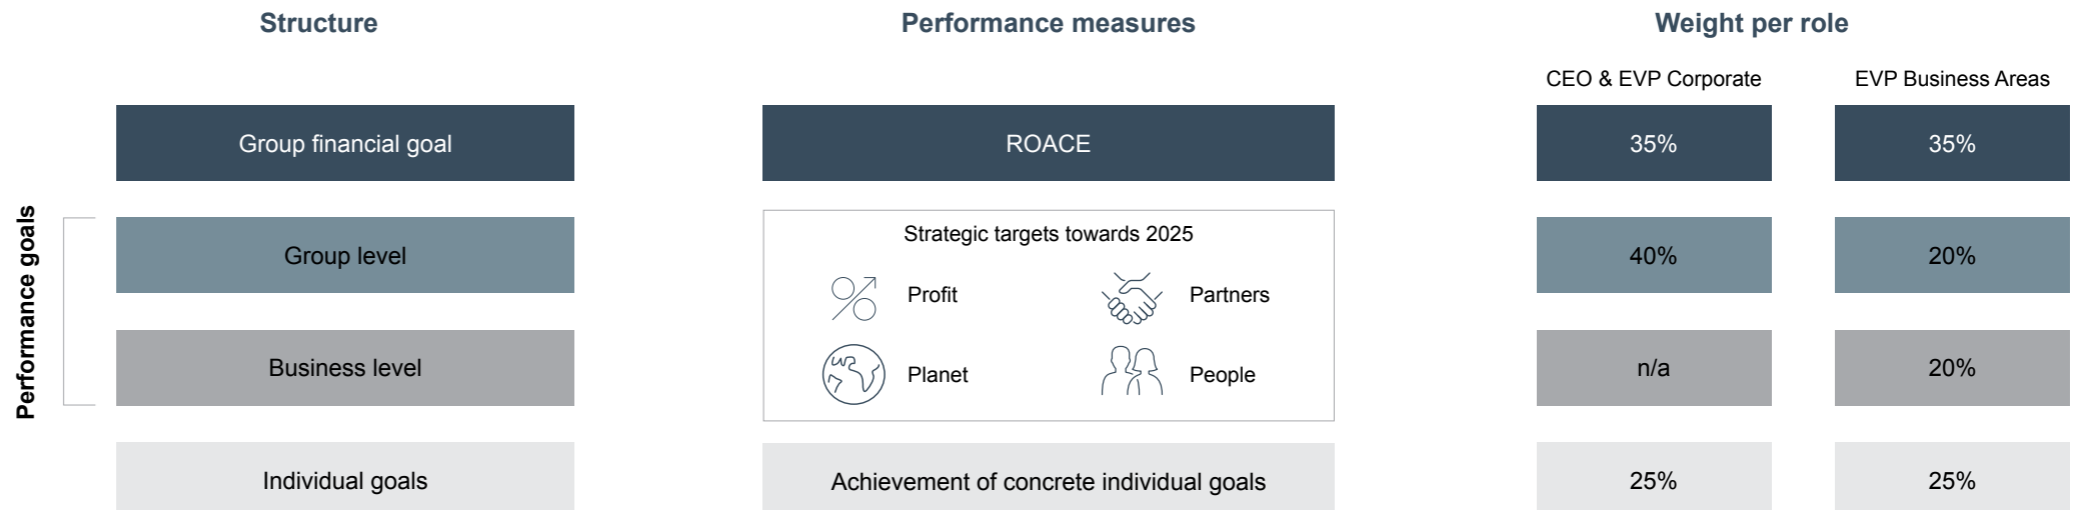 Structure
Performance measures
Weight per role
CEO & EVP Corporate
EVP Business Areas
Group financial goal
ROACE
35%
35%
Performance goals
Group level
Strategic targets towards 2025
Profit
Partners
Planet
People
40%
20%
Business level
n/a
20%
Individual goals
Achievement of concrete individual goals
25%
25%